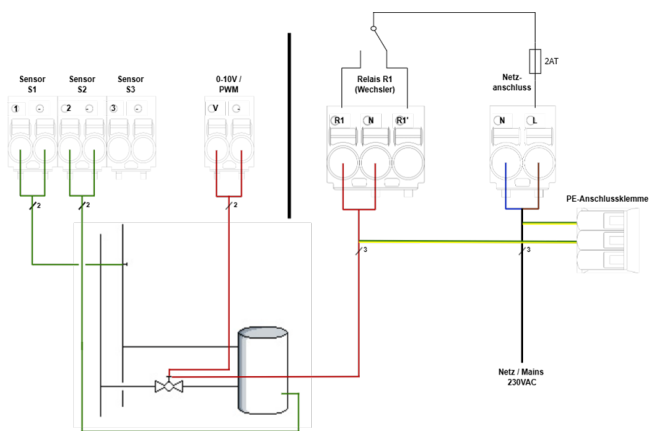 Sensor
S1
Sensor
S2
Sensor
S3
0-10V /
PWM
Relais R1
(Wechsler)
Netz-
anschluss
2AT
1
2
3
V
R1
N
R1'
N
L
PE-Anschlussklemme
2
2
2
3
3
Netz / Mains
230VAC